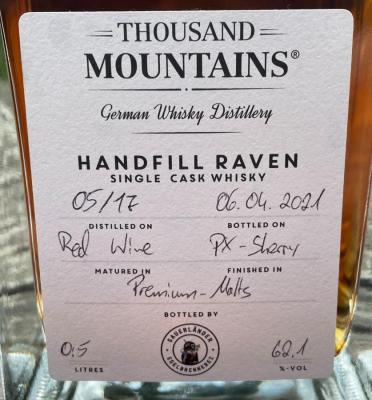 THOUSAND
MOUNTAINS®
German Whisky Distillery
HANDFILL RAVEN
SINGLE CASK WHISKY
05/17 06.04.2021
DISTILLED ON BOTTLED ON
Red Wine PX-Sherry
MATURED IN FINISHED IN
Premium-Malts
BOTTLED BY
SAUERLÄNDER
EDELBRENNEREI
0.5 62.1
LITRES %-VOL